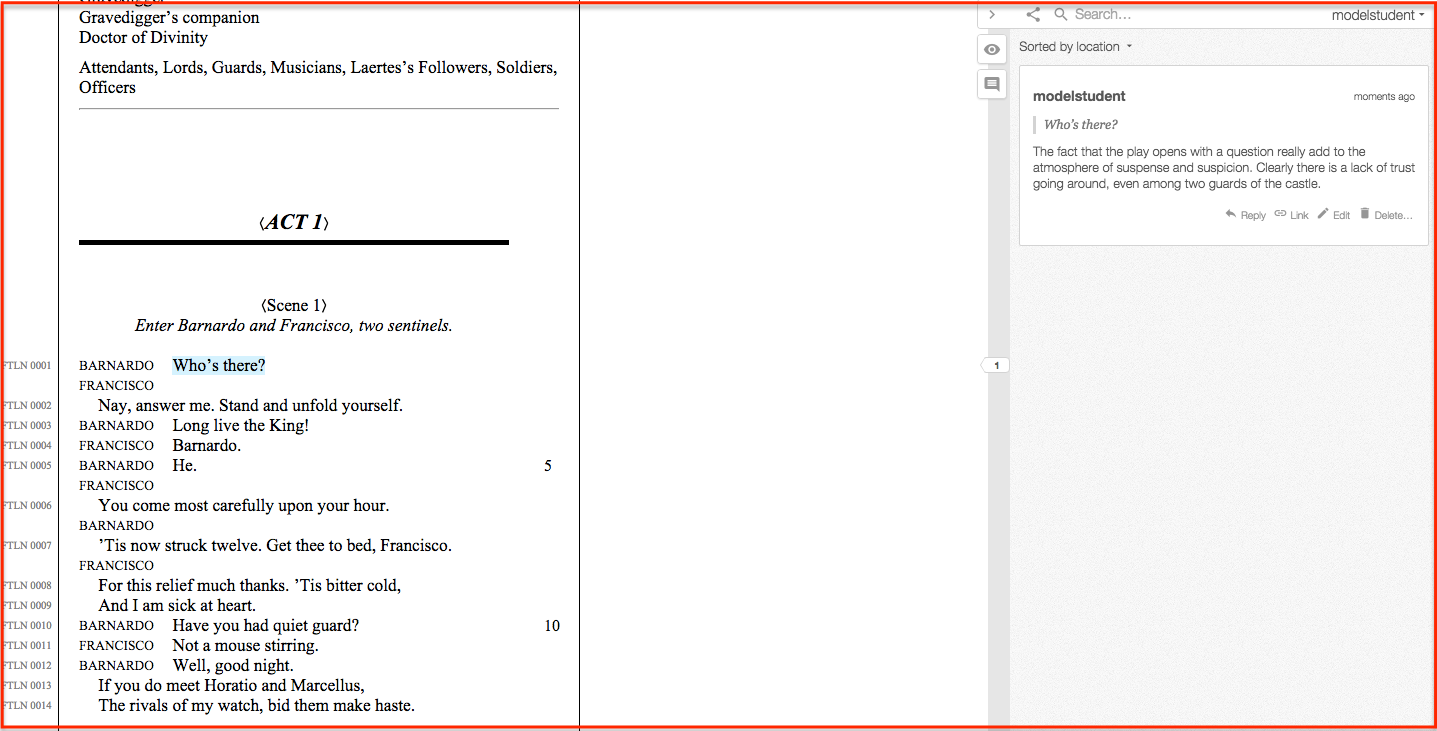 Gravedigger
Gravedigger’s companion
Doctor of Divinity
Attendants, Lords, Guards, Musicians, Laertes’s Followers, Soldiers,
Officers
⟨ACT 1⟩
⟨Scene 1⟩
Enter Barnardo and Francisco, two sentinels.
FTLN 0001 BARNARDO Who’s there?
FRANCISCO
FTLN 0002 Nay, answer me. Stand and unfold yourself.
FTLN 0003 BARNARDO Long live the King!
FTLN 0004 FRANCISCO Barnardo.
FTLN 0005 BARNARDO He. 5
FRANCISCO
FTLN 0006 You come most carefully upon your hour.
BARNARDO
FTLN 0007 ’Tis now struck twelve. Get thee to bed, Francisco.
FRANCISCO
FTLN 0008 For this relief much thanks. ’Tis bitter cold,
FTLN 0009 And I am sick at heart.
FTLN 0010 BARNARDO Have you had quiet guard? 10
FTLN 0011 FRANCISCO Not a mouse stirring.
FTLN 0012 BARNARDO Well, good night.
FTLN 0013 If you do meet Horatio and Marcellus,
FTLN 0014 The rivals of my watch, bid them make haste.
1
Search… modelstudent
Sorted by location
modelstudent moments ago
Who’s there?
The fact that the play opens with a question really add to the
atmosphere of suspense and suspicion. Clearly there is a lack of trust
going around, even among two guards of the castle.
Reply Link Edit Delete…